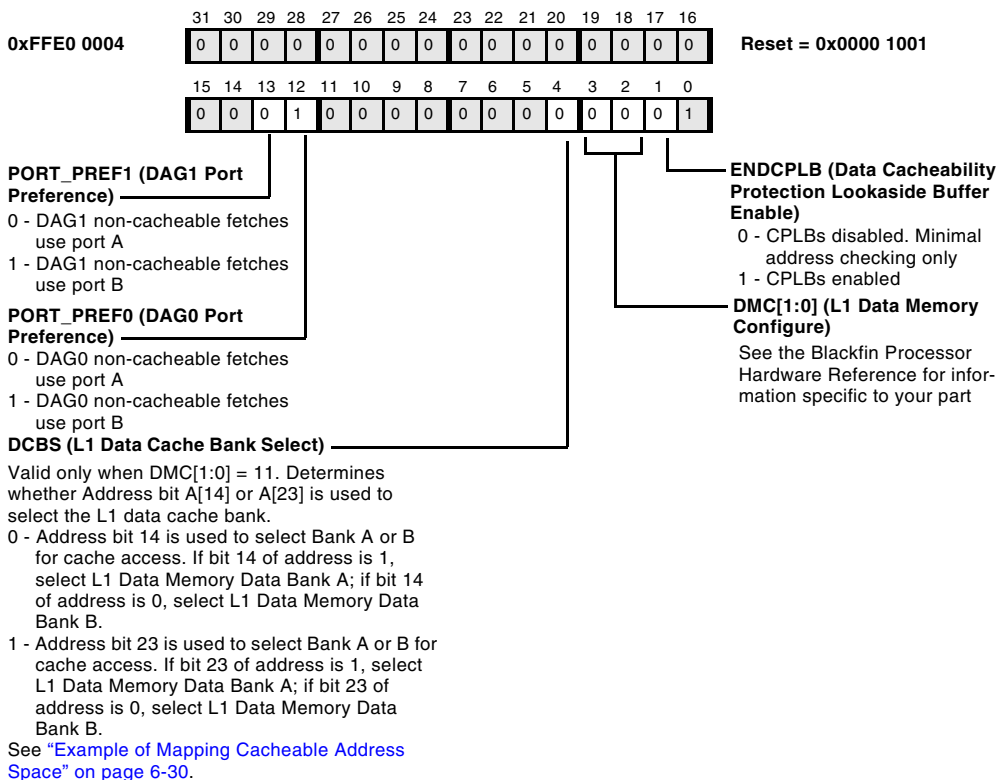 31 30 29 28 27 26 25 24 23 22 21 20 19 18 17 16
0xFFE0 0004
0 0 0 0 0 0 0 0 0 0 0 0 0 0 0 0
Reset = 0x0000 1001
15 14 13 12 11 10 9 8 7 6 5 4 3 2 1 0
0 0 0 1 0 0 0 0 0 0 0 0 0 0 0 1
PORT_PREF1 (DAG1 Port
Preference)
0 - DAG1 non-cacheable fetches
use port A
1 - DAG1 non-cacheable fetches
use port B
PORT_PREF0 (DAG0 Port
Preference)
0 - DAG0 non-cacheable fetches
use port A
1 - DAG0 non-cacheable fetches
use port B
DCBS (L1 Data Cache Bank Select)
Valid only when DMC[1:0] = 11. Determines
whether Address bit A[14] or A[23] is used to
select the L1 data cache bank.
0 - Address bit 14 is used to select Bank A or B
for cache access. If bit 14 of address is 1,
select L1 Data Memory Data Bank A; if bit 14
of address is 0, select L1 Data Memory Data
Bank B.
1 - Address bit 23 is used to select Bank A or B for
cache access. If bit 23 of address is 1, select
L1 Data Memory Data Bank A; if bit 23 of
address is 0, select L1 Data Memory Data
Bank B.
See “Example of Mapping Cacheable Address
Space” on page 6-30.
ENDCPLB (Data Cacheability
Protection Lookaside Buffer
Enable)
0 - CPLBs disabled. Minimal
address checking only
1 - CPLBs enabled
DMC[1:0] (L1 Data Memory
Configure)
See the Blackfin Processor
Hardware Reference for infor-
mation specific to your part